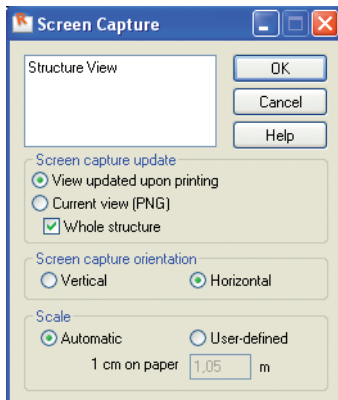 Screen Capture
Structure View
OK
Cancel
Help
Screen capture update
View updated upon printing
Current view (PNG)
Whole structure
Screen capture orientation
Vertical Horizontal
Scale
Automatic User-defined
1 cm on paper 1,05 m